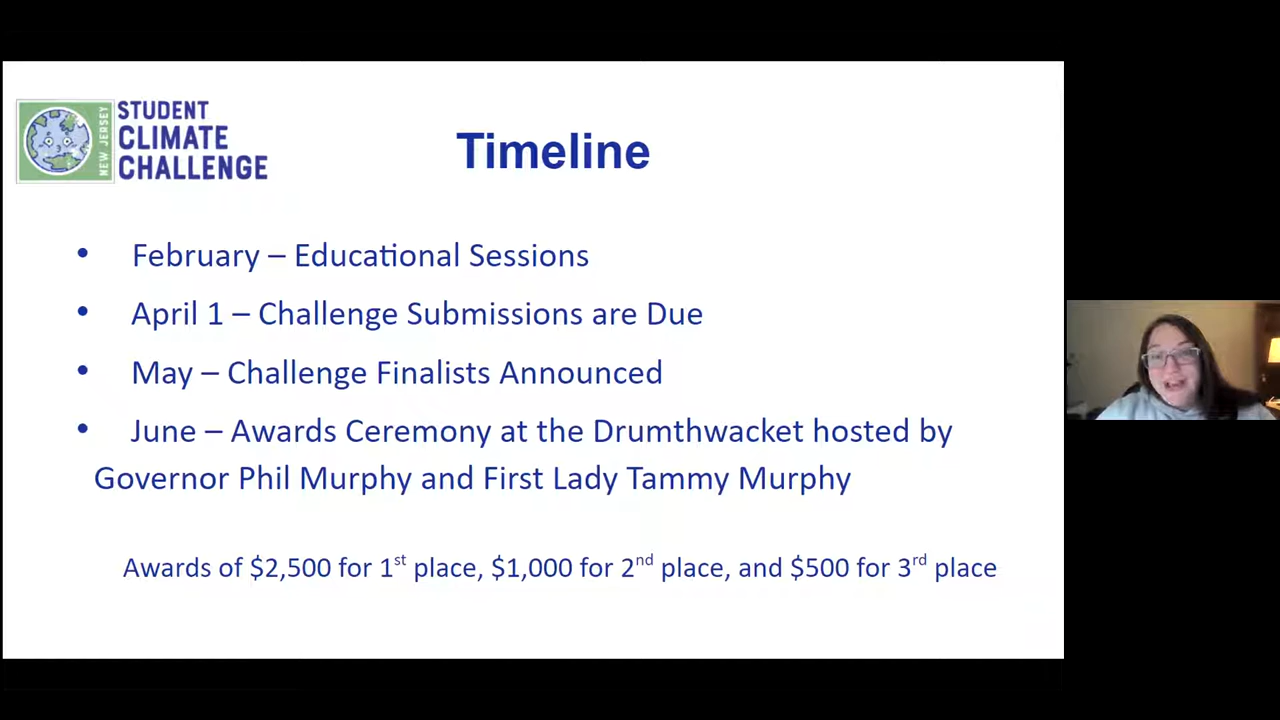 NEW JERSEY
STUDENT
CLIMATE
CHALLENGE
Timeline
• February – Educational Sessions
• April 1 – Challenge Submissions are Due
• May – Challenge Finalists Announced
• June – Awards Ceremony at the Drumthwacket hosted by
Governor Phil Murphy and First Lady Tammy Murphy
Awards of $2,500 for 1st place, $1,000 for 2nd place, and $500 for 3rd place